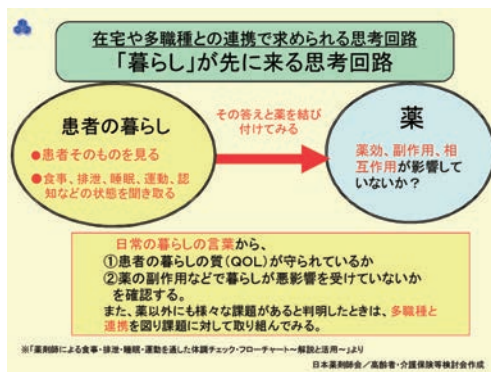 在宅や多職種との連携で求められる思考回路
「暮らし」が先に来る思考回路
患者の暮らし
●患者そのものを見る
●食事、排泄、睡眠、運動、認
知などの状態を聞き取る
その答えと薬を結び
付けてみる
薬
薬効、副作用、相
互作用が影響して
いないか？
日常の暮らしの言葉から、
①患者の暮らしの質（QOL）が守られているか
②薬の副作用などで暮らしが悪影響を受けていないか
を確認する。
また、薬以外にも様々な課題があると判明したときは、多職種と
連携を図り課題に対して取り組んでみる。
※「薬剤師による食事・排泄・睡眠・運動を通した体調チェック・フローチャート～解説と活用～」より
日本薬剤師会／高齢者・介護保険等検討会作成